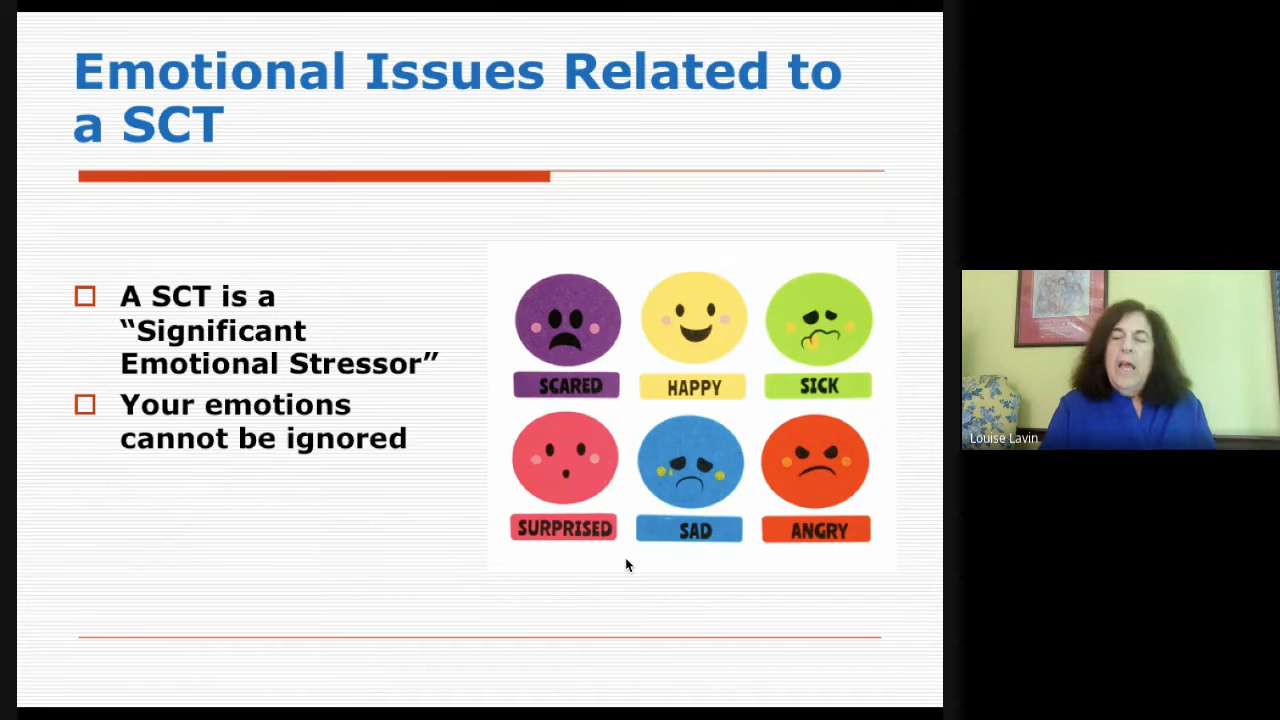 Emotional Issues Related to
a SCT
A SCT is a
“Significant
Emotional Stressor”
Your emotions
cannot be ignored
SCARED
HAPPY
SICK
SURPRISED
SAD
ANGRY
Louise Lavin